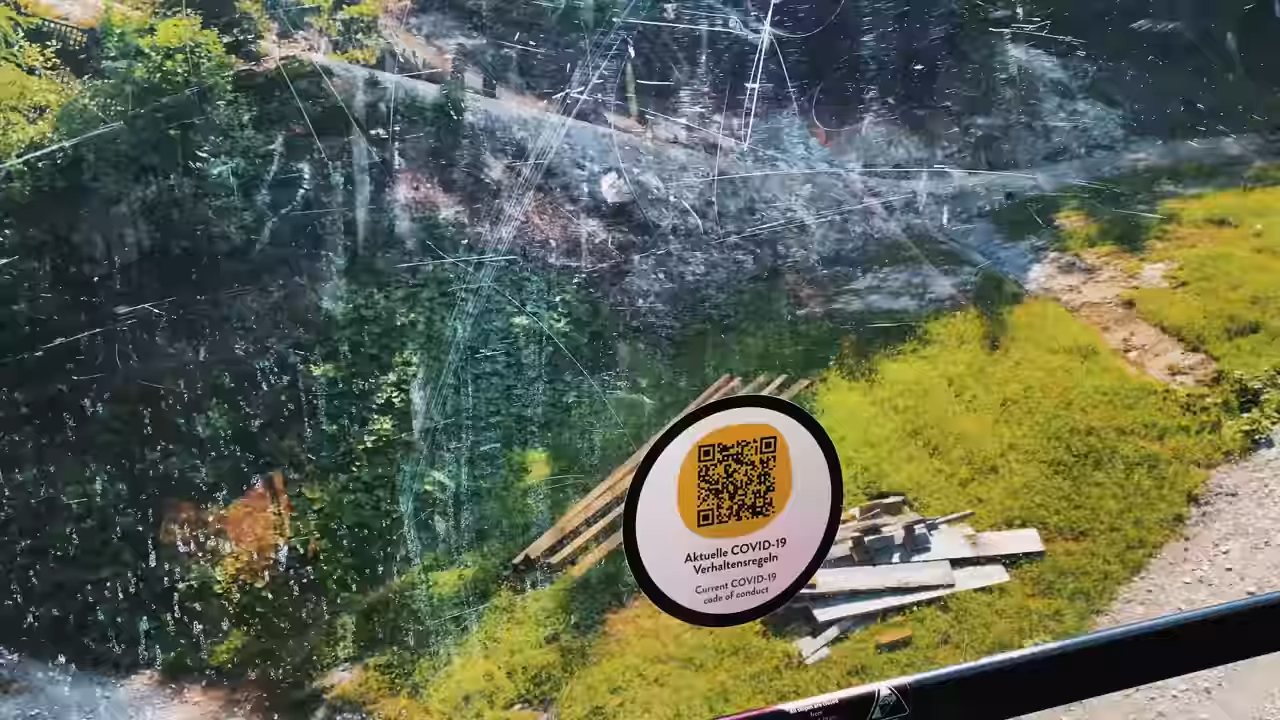 Aktuelle COVID-19
Verhaltensregeln
Current COVID-19
code of conduct